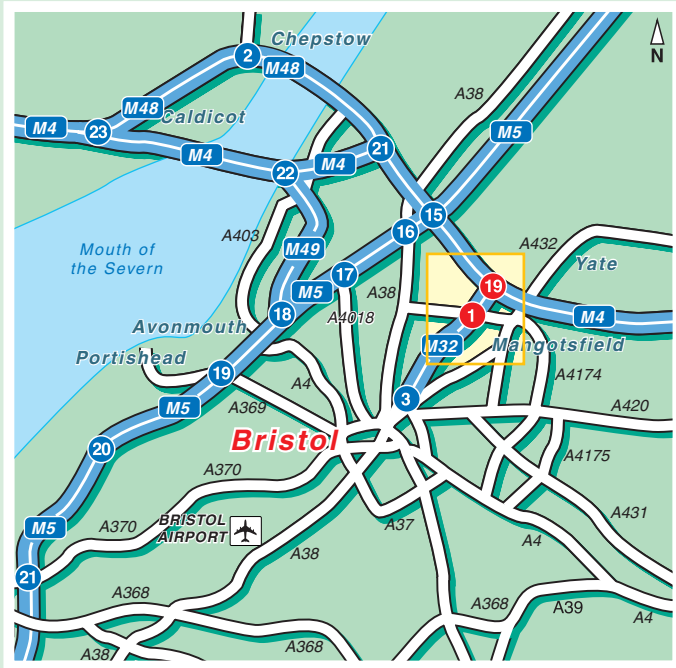 Chepstow
N
2
M48
A38
M48
Caldicot
M5
M4
23
21
M4
M4
22
15
16
A403
A432
M49
Mouth of
the Severn
Yate
17
19
M5
A38
18
1
M4
A4018
Avonmouth
M32
Mangotsfield
Portishead
19
A4
A4174
3
M5
A369
A420
Bristol
20
A4175
A370
A431
M5
A370
BRISTOL
AIRPORT
A37
A4
A38
21
A368
A368
A39
A4
A368
A38